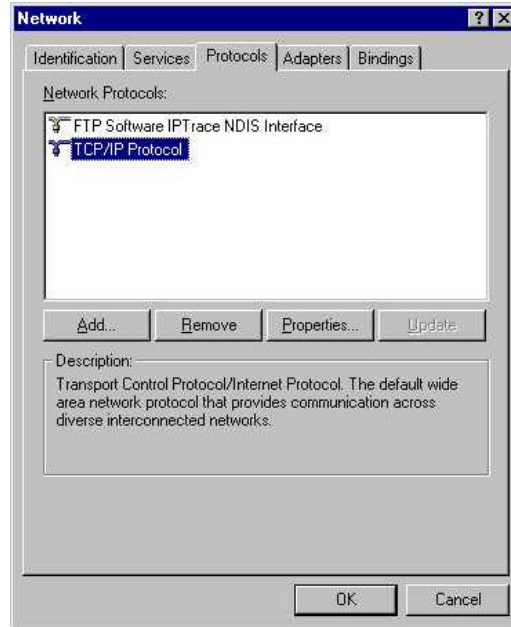 Network
Identification Services Protocols Adapters Bindings
Network Protocols:
FTP Software IPTrace NDIS Interface
TCP/IP Protocol
Add... Remove Properties... Update
Description:
Transport Control Protocol/Internet Protocol. The default wide
area network protocol that provides communication across
diverse interconnected networks.
OK Cancel